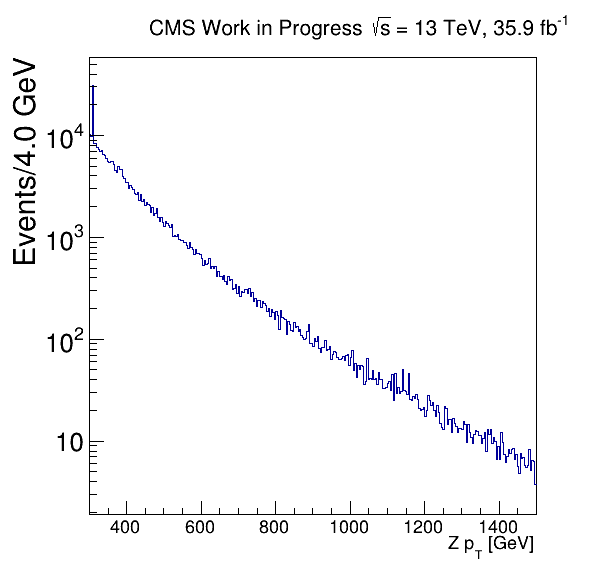 CMS Work in Progress √s = 13 TeV, 35.9 fb⁻¹
Events/4.0 GeV
10⁴
10³
10²
10
400 600 800 1000 1200 1400
Z p_T [GeV]